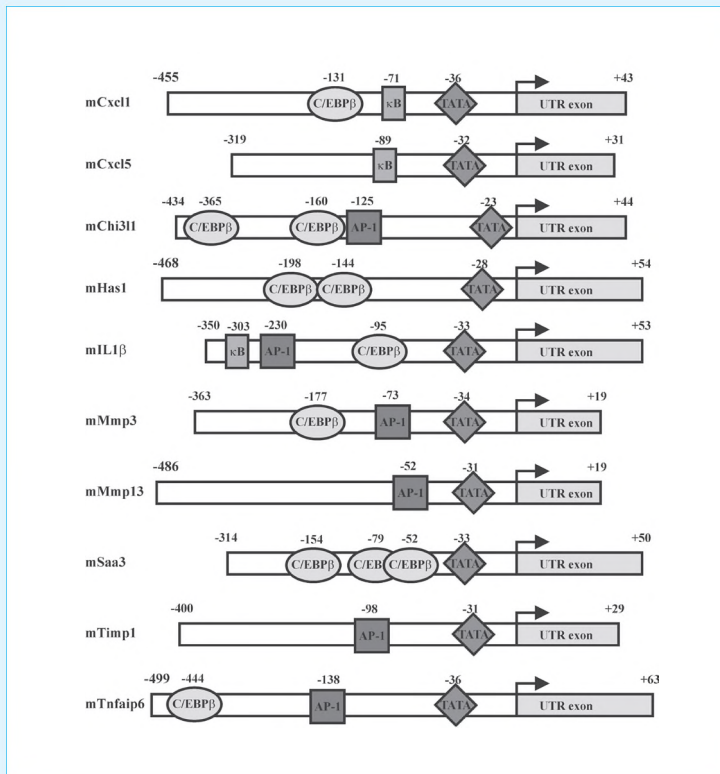 -455 -131 -71 -36 +43
mCxcl1 C/EBPβ κB TATA UTR exon
-319 -89 -32 +31
mCxcl5 κB TATA UTR exon
-434 -365 -160 -125 -23 +44
mChi3l1 C/EBPβ C/EBPβ AP-1 TATA UTR exon
-468 -198 -144 -28 +54
mHas1 C/EBPβ C/EBPβ TATA UTR exon
-350 -303 -230 -95 -33 +53
mIL1β κB AP-1 C/EBPβ TATA UTR exon
-363 -177 -73 -34 +19
mMmp3 C/EBPβ AP-1 TATA UTR exon
-486 -52 -31 +19
mMmp13 AP-1 TATA UTR exon
-314 -154 -79 -52 -33 +50
mSaa3 C/EBPβ C/EB C/EBPβ TATA UTR exon
-400 -98 -31 +29
mTimp1 AP-1 TATA UTR exon
-499 -444 -138 -36 +63
mTnfaip6 C/EBPβ AP-1 TATA UTR exon